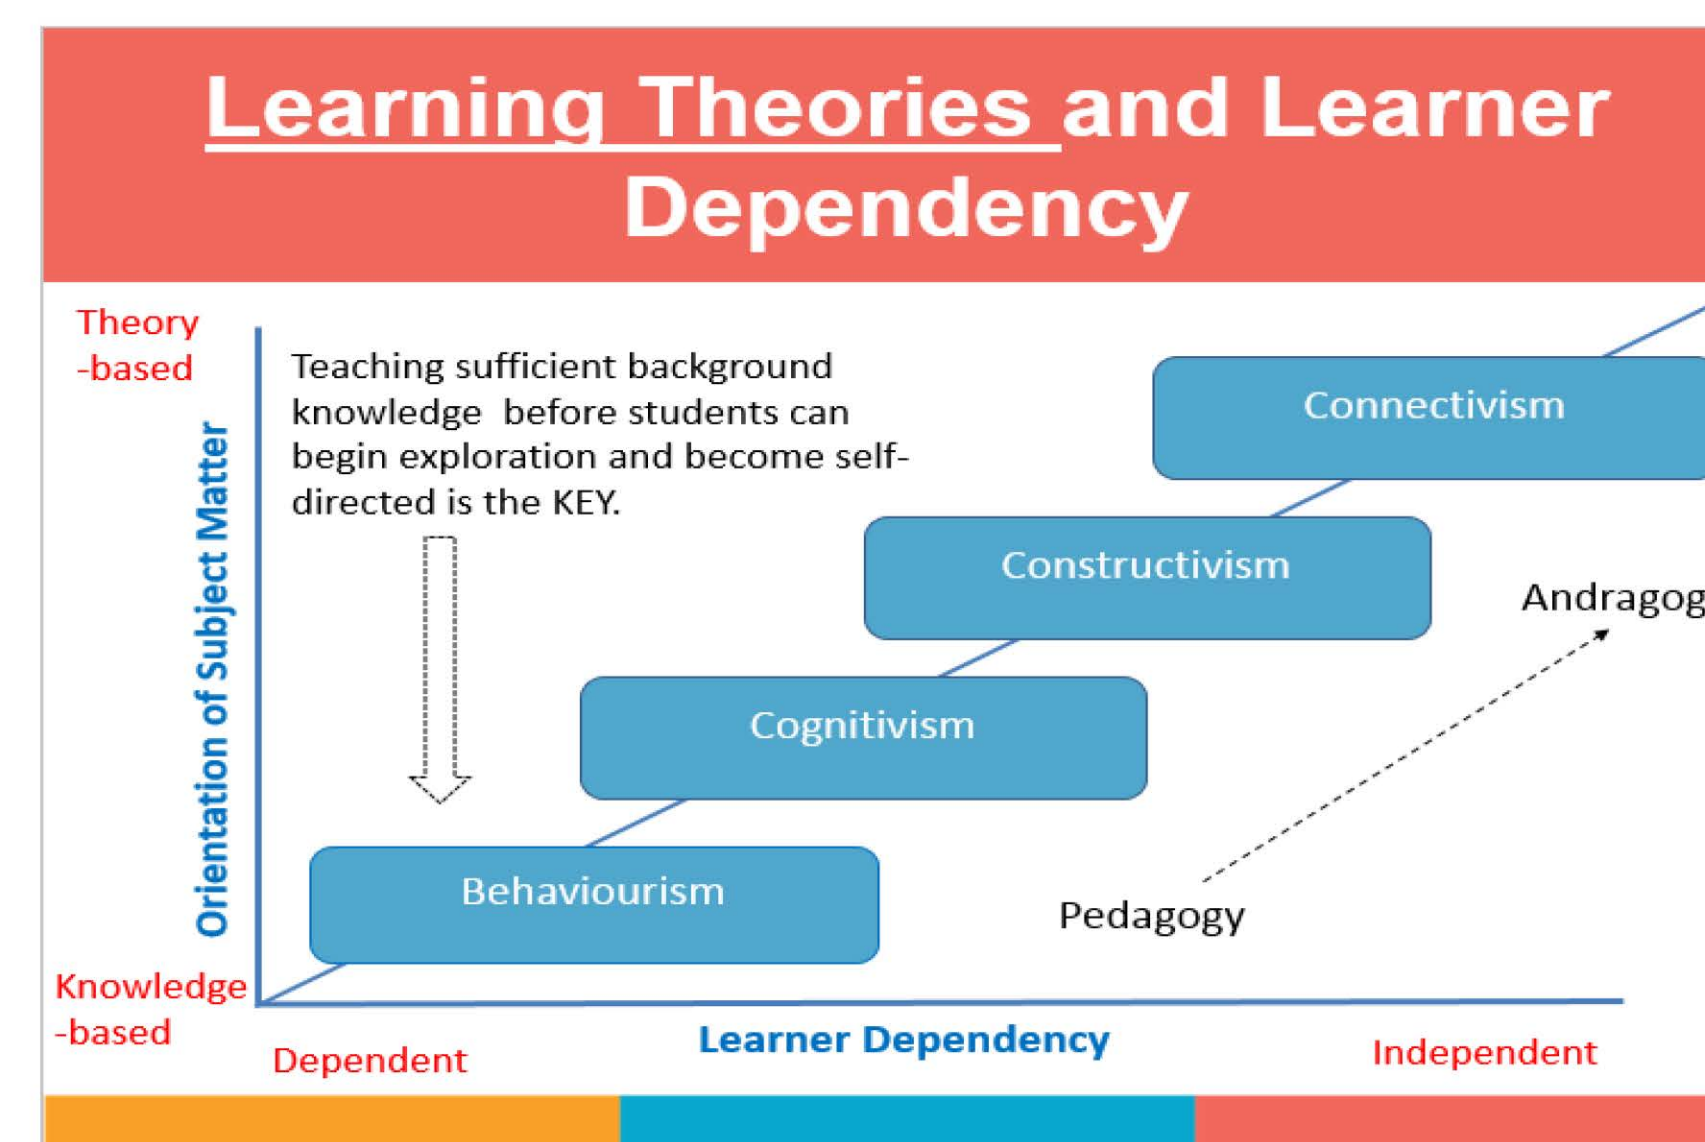 Learning Theories and Learner
Dependency
Theory
-based
Teaching sufficient background
knowledge before students can
begin exploration and become self-
directed is the KEY.
Orientation of Subject Matter
Connectivism
Constructivism
Andragog
Cognitivism
Behaviourism
Pedagogy
Knowledge
-based
Dependent
Learner Dependency
Independent